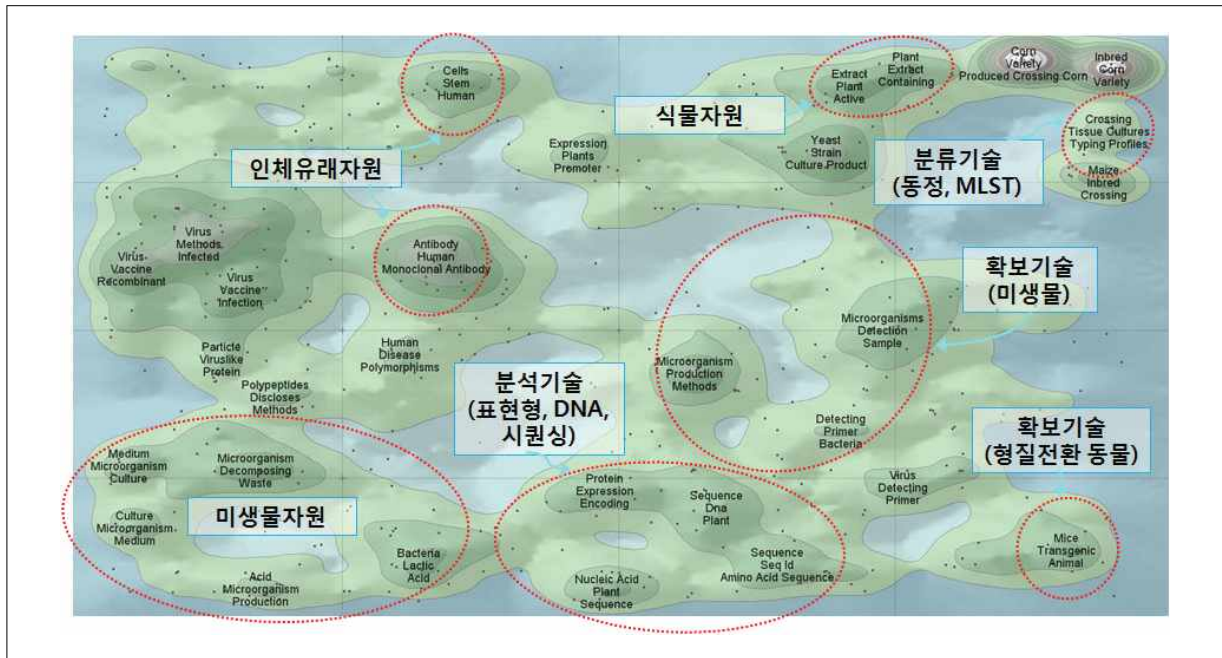 Cells
Stem
Human
Plant
Extract
Containing
Extract
Plant
Active
Corn
Variety
Produced Crossing Corn
Inbred
Corn
Variety
식물자원
Crossing
Tissue Cultures
Typing Profiles
Expression
Plants
Promoter
Yeast
Strain
Culture Product
인체유래자원
분류기술
(동정, MLST)
Maize
Inbred
Crossing
Virus
Methods
Infected
Virus
Vaccine
Recombinant
Virus
Vaccine
Infection
Antibody
Human
Monoclonal Antibody
확보기술
(미생물)
Microorganisms
Detection
Sample
Particle
Viruslike
Protein
Human
Disease
Polymorphisms
Microorganism
Production
Methods
Polypeptides
Discloses
Methods
분석기술
(표현형, DNA,
시퀀싱)
Detecting
Primer
Bacteria
확보기술
(형질전환 동물)
Medium
Microorganism
Culture
Microorganism
Decomposing
Waste
Protein
Expression
Encoding
Sequence
Dna
Plant
Virus
Detecting
Primer
Culture
Microorganism
Medium
미생물자원
Bacteria
Lactic
Acid
Sequence
Seq Id
Amino Acid Sequence
Mice
Transgenic
Animal
Acid
Microorganism
Production
Nucleic Acid
Plant
Sequence